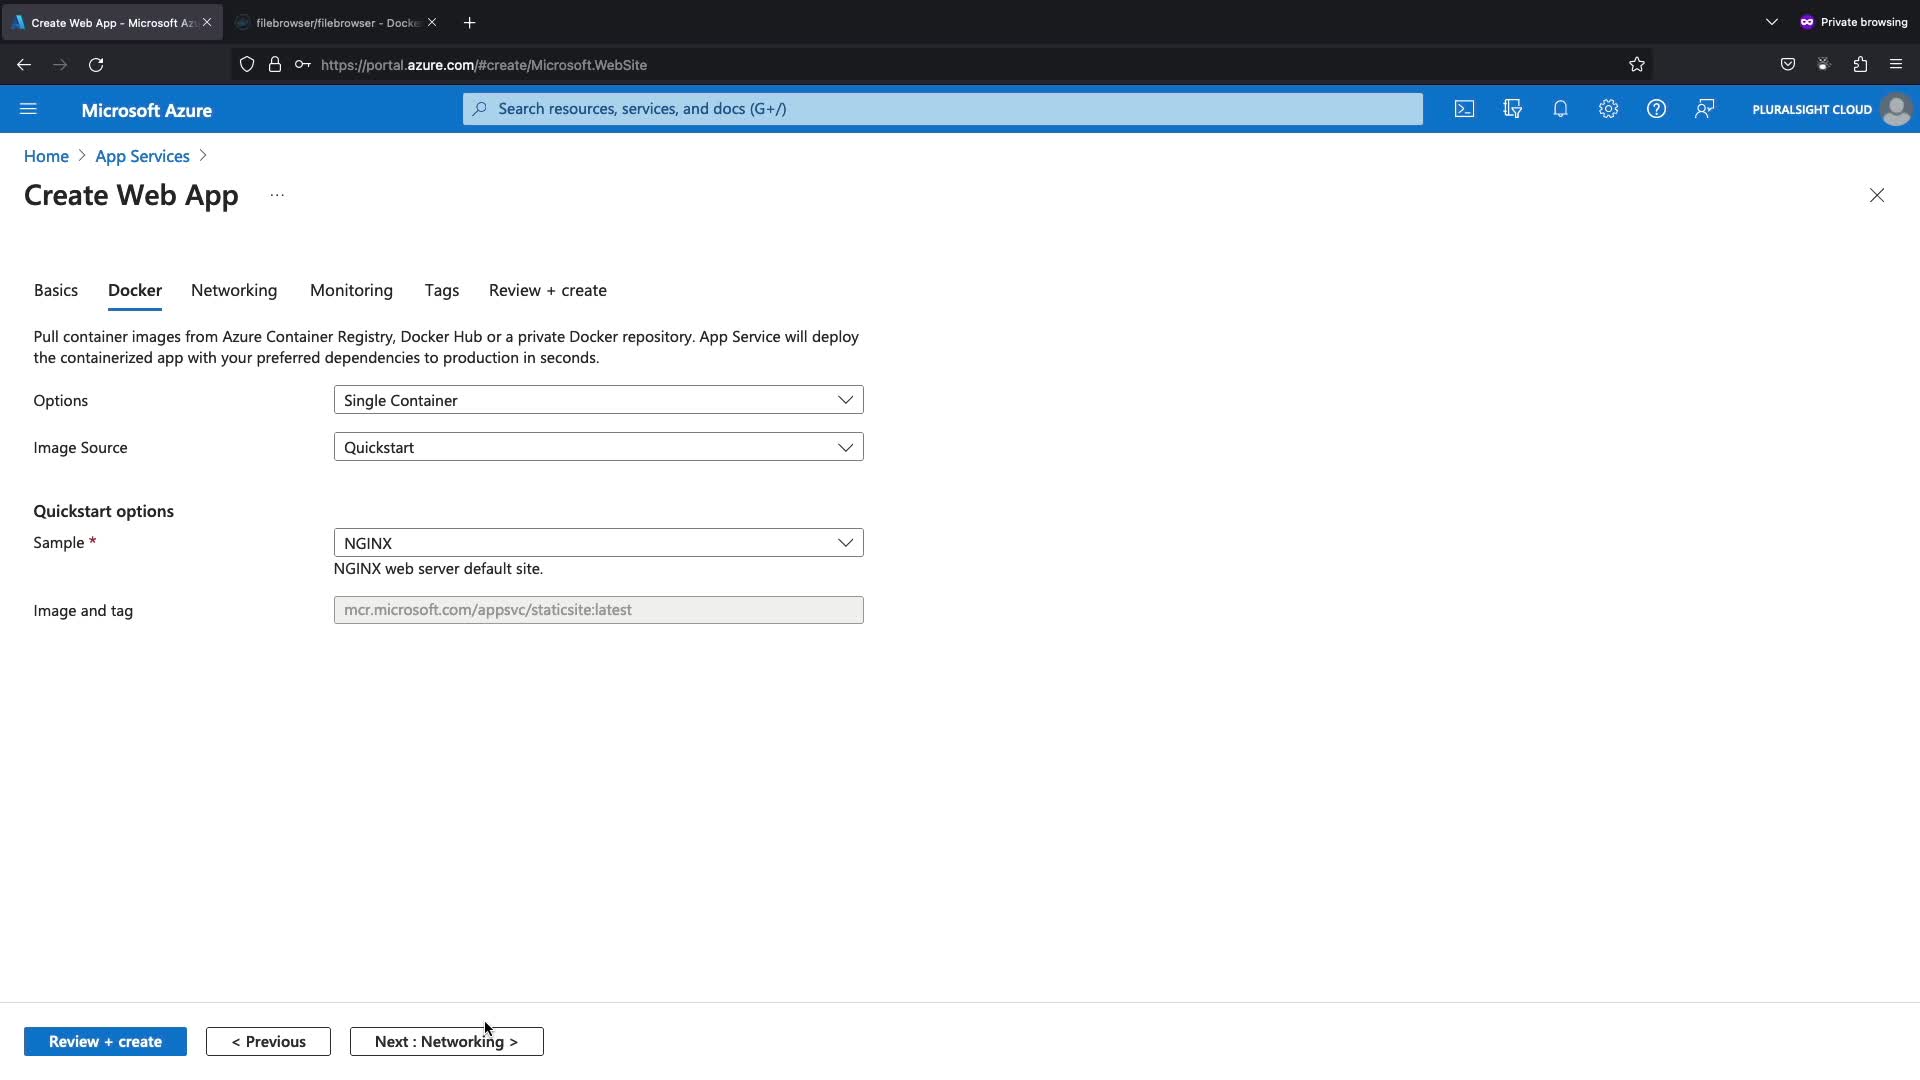 Create Web App - Microsoft Az
filebrowser/filebrowser - Docke
Private browsing
https://portal.azure.com/#create/Microsoft.WebSite
Microsoft Azure
Search resources, services, and docs (G+/)
PLURALSIGHT CLOUD
Home > App Services >
Create Web App ...
Basics Docker Networking Monitoring Tags Review + create
Pull container images from Azure Container Registry, Docker Hub or a private Docker repository. App Service will deploy
the containerized app with your preferred dependencies to production in seconds.
Options Single Container
Image Source Quickstart
Quickstart options
Sample * NGINX
NGINX web server default site.
Image and tag mcr.microsoft.com/appsvc/staticsite:latest
Review + create < Previous Next : Networking >